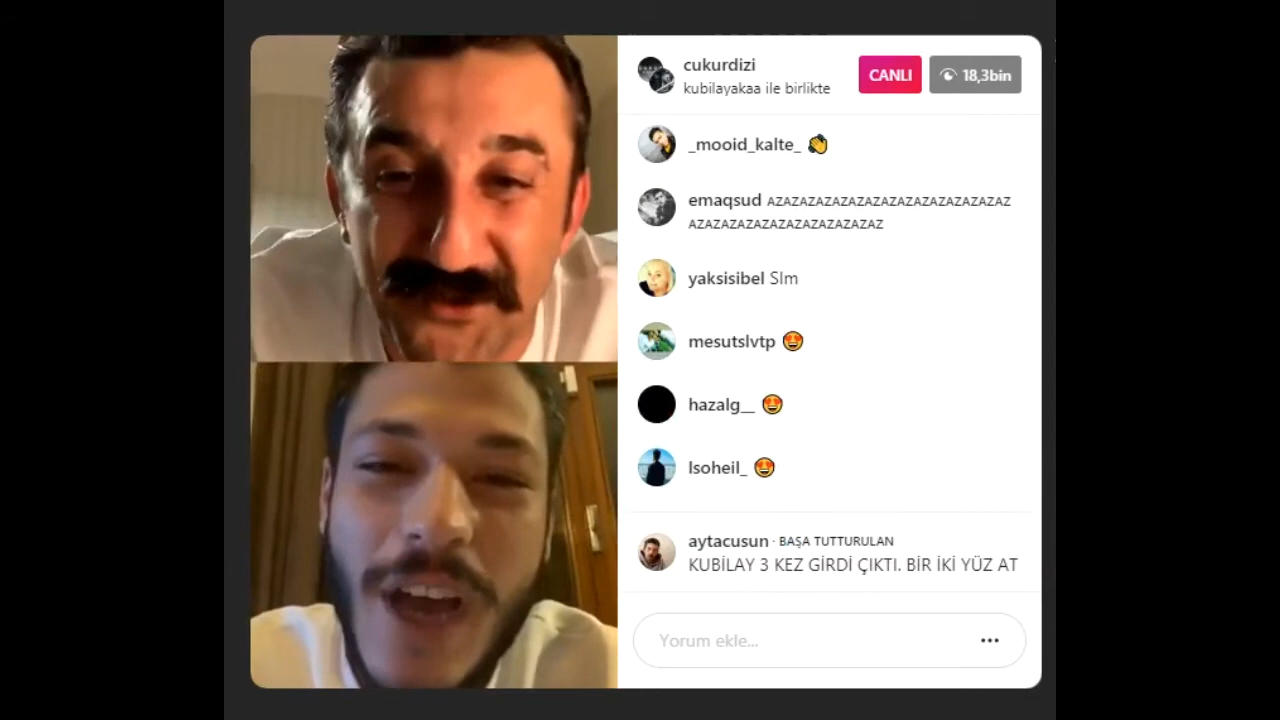 cukurdizi
kubilayakaa ile birlikte
CANLI
18,3bin
_mooid_kalte_
emaqsud AZAZAZAZAZAZAZAZAZAZAZAZAZAZAZ
AZAZAZAZAZAZAZAZAZAZAZAZ
yaksisibel Slm
mesutslvtp
hazalg__
lsoheil_
aytacusun · BAŞA TUTTURULAN
KUBİLAY 3 KEZ GİRDİ ÇIKTI. BİR İKİ YÜZ AT
Yorum ekle...